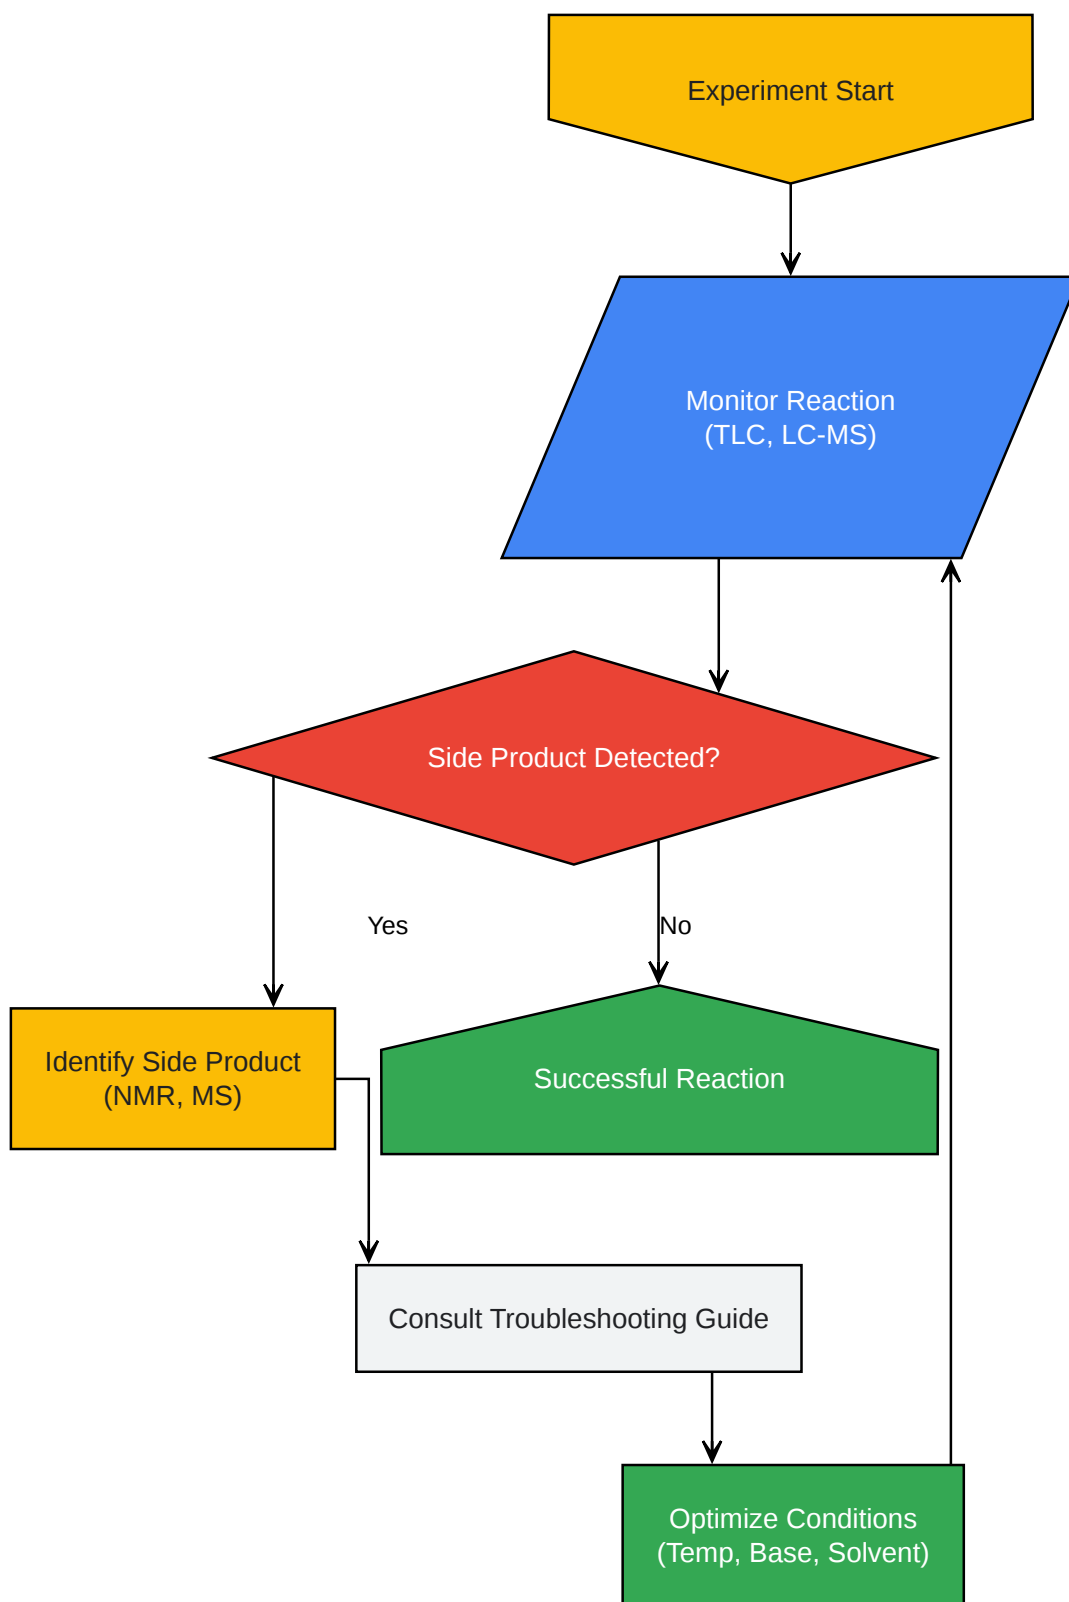 Experiment Start
Monitor Reaction
(TLC, LC-MS)
Side Product Detected?
Yes
No
Identify Side Product
(NMR, MS)
Successful Reaction
Consult Troubleshooting Guide
Optimize Conditions
(Temp, Base, Solvent)